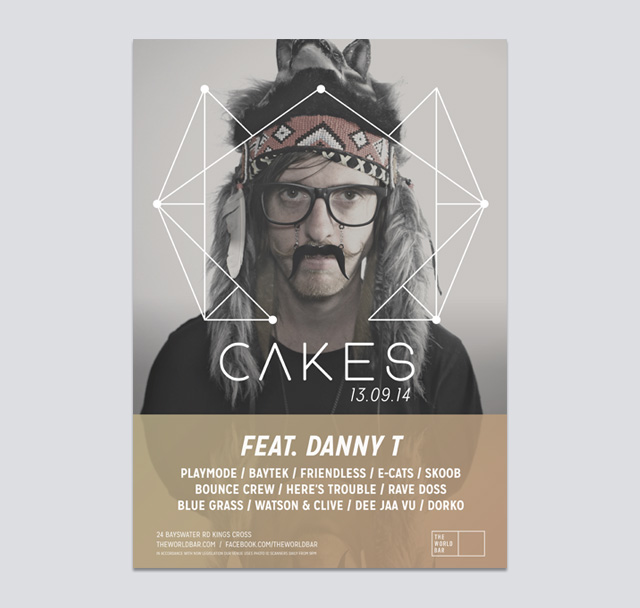 CAKES
13.09.14
FEAT. DANNY T
PLAYMODE / BAYTEK / FRIENDLESS / E-CATS / SKOOB
BOUNCE CREW / HERE'S TROUBLE / RAVE DOSS
BLUE GRASS / WATSON & CLIVE / DEE JAA VU / DORKO
24 BAYSWATER RD KINGS CROSS
THEWORLDBAR.COM / FACEBOOK.COM/THEWORLDBAR
THE
WORLD
BAR